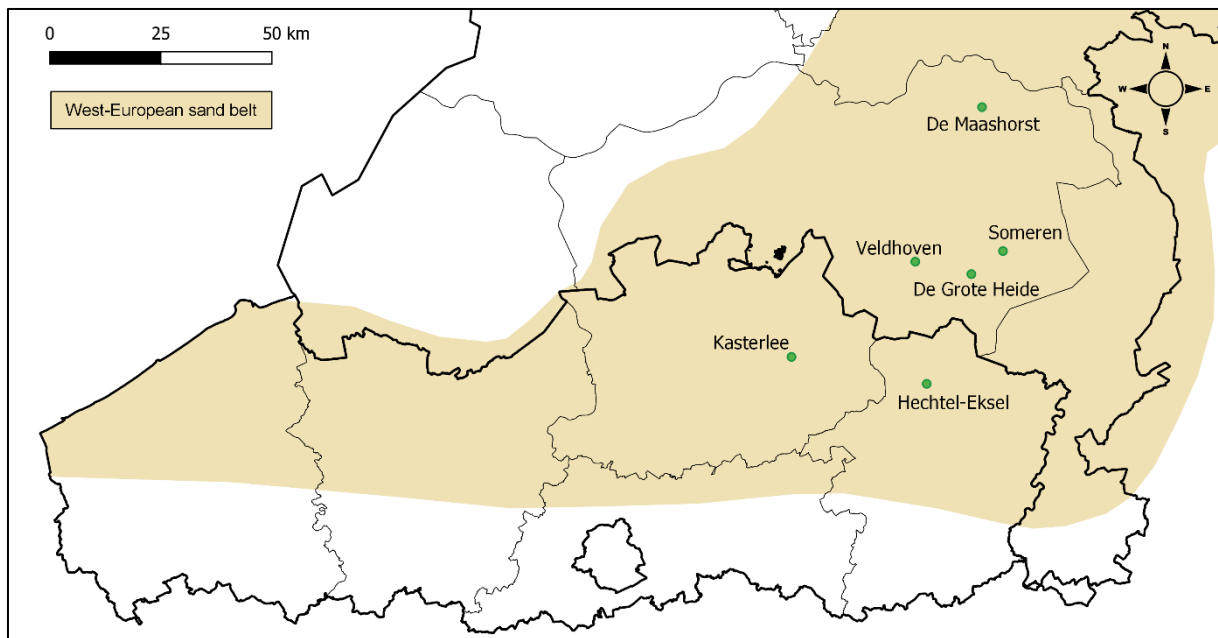 0 25 50 km
West-European sand belt
N
W E
S
De Maashorst
Someren
Veldhoven
De Grote Heide
Kasterlee
Hechtel-Eksel